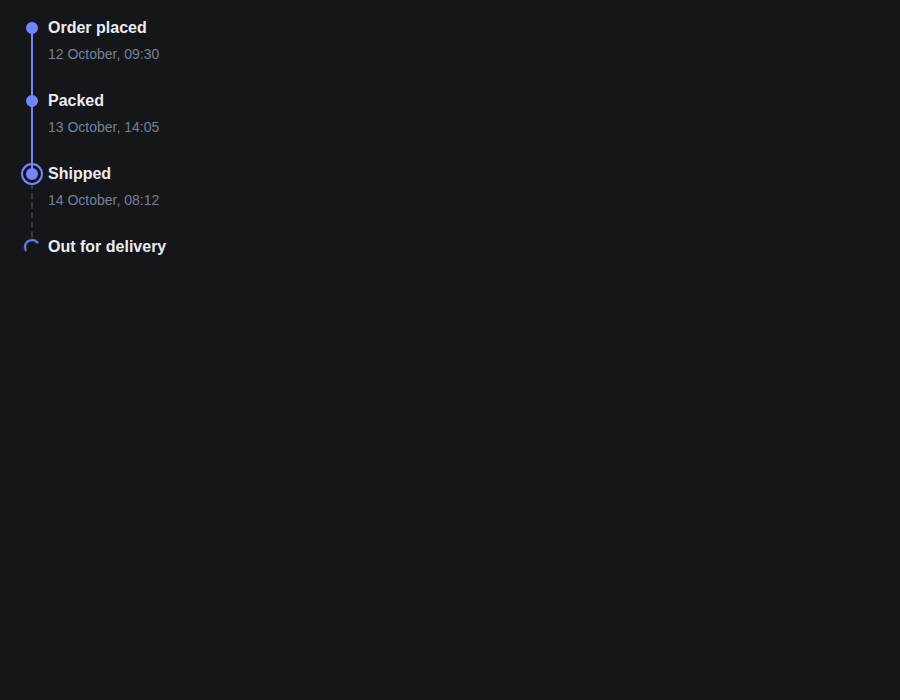 Order placed
12 October, 09:30
Packed
13 October, 14:05
Shipped
14 October, 08:12
Out for delivery